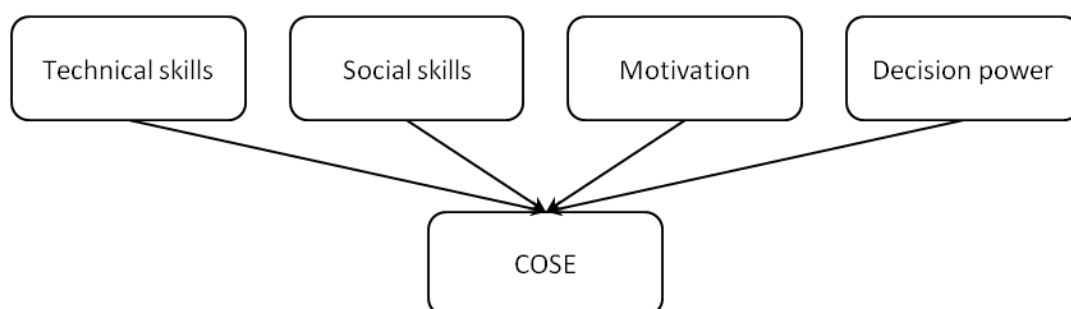 Technical skills
Social skills
Motivation
Decision power
COSE